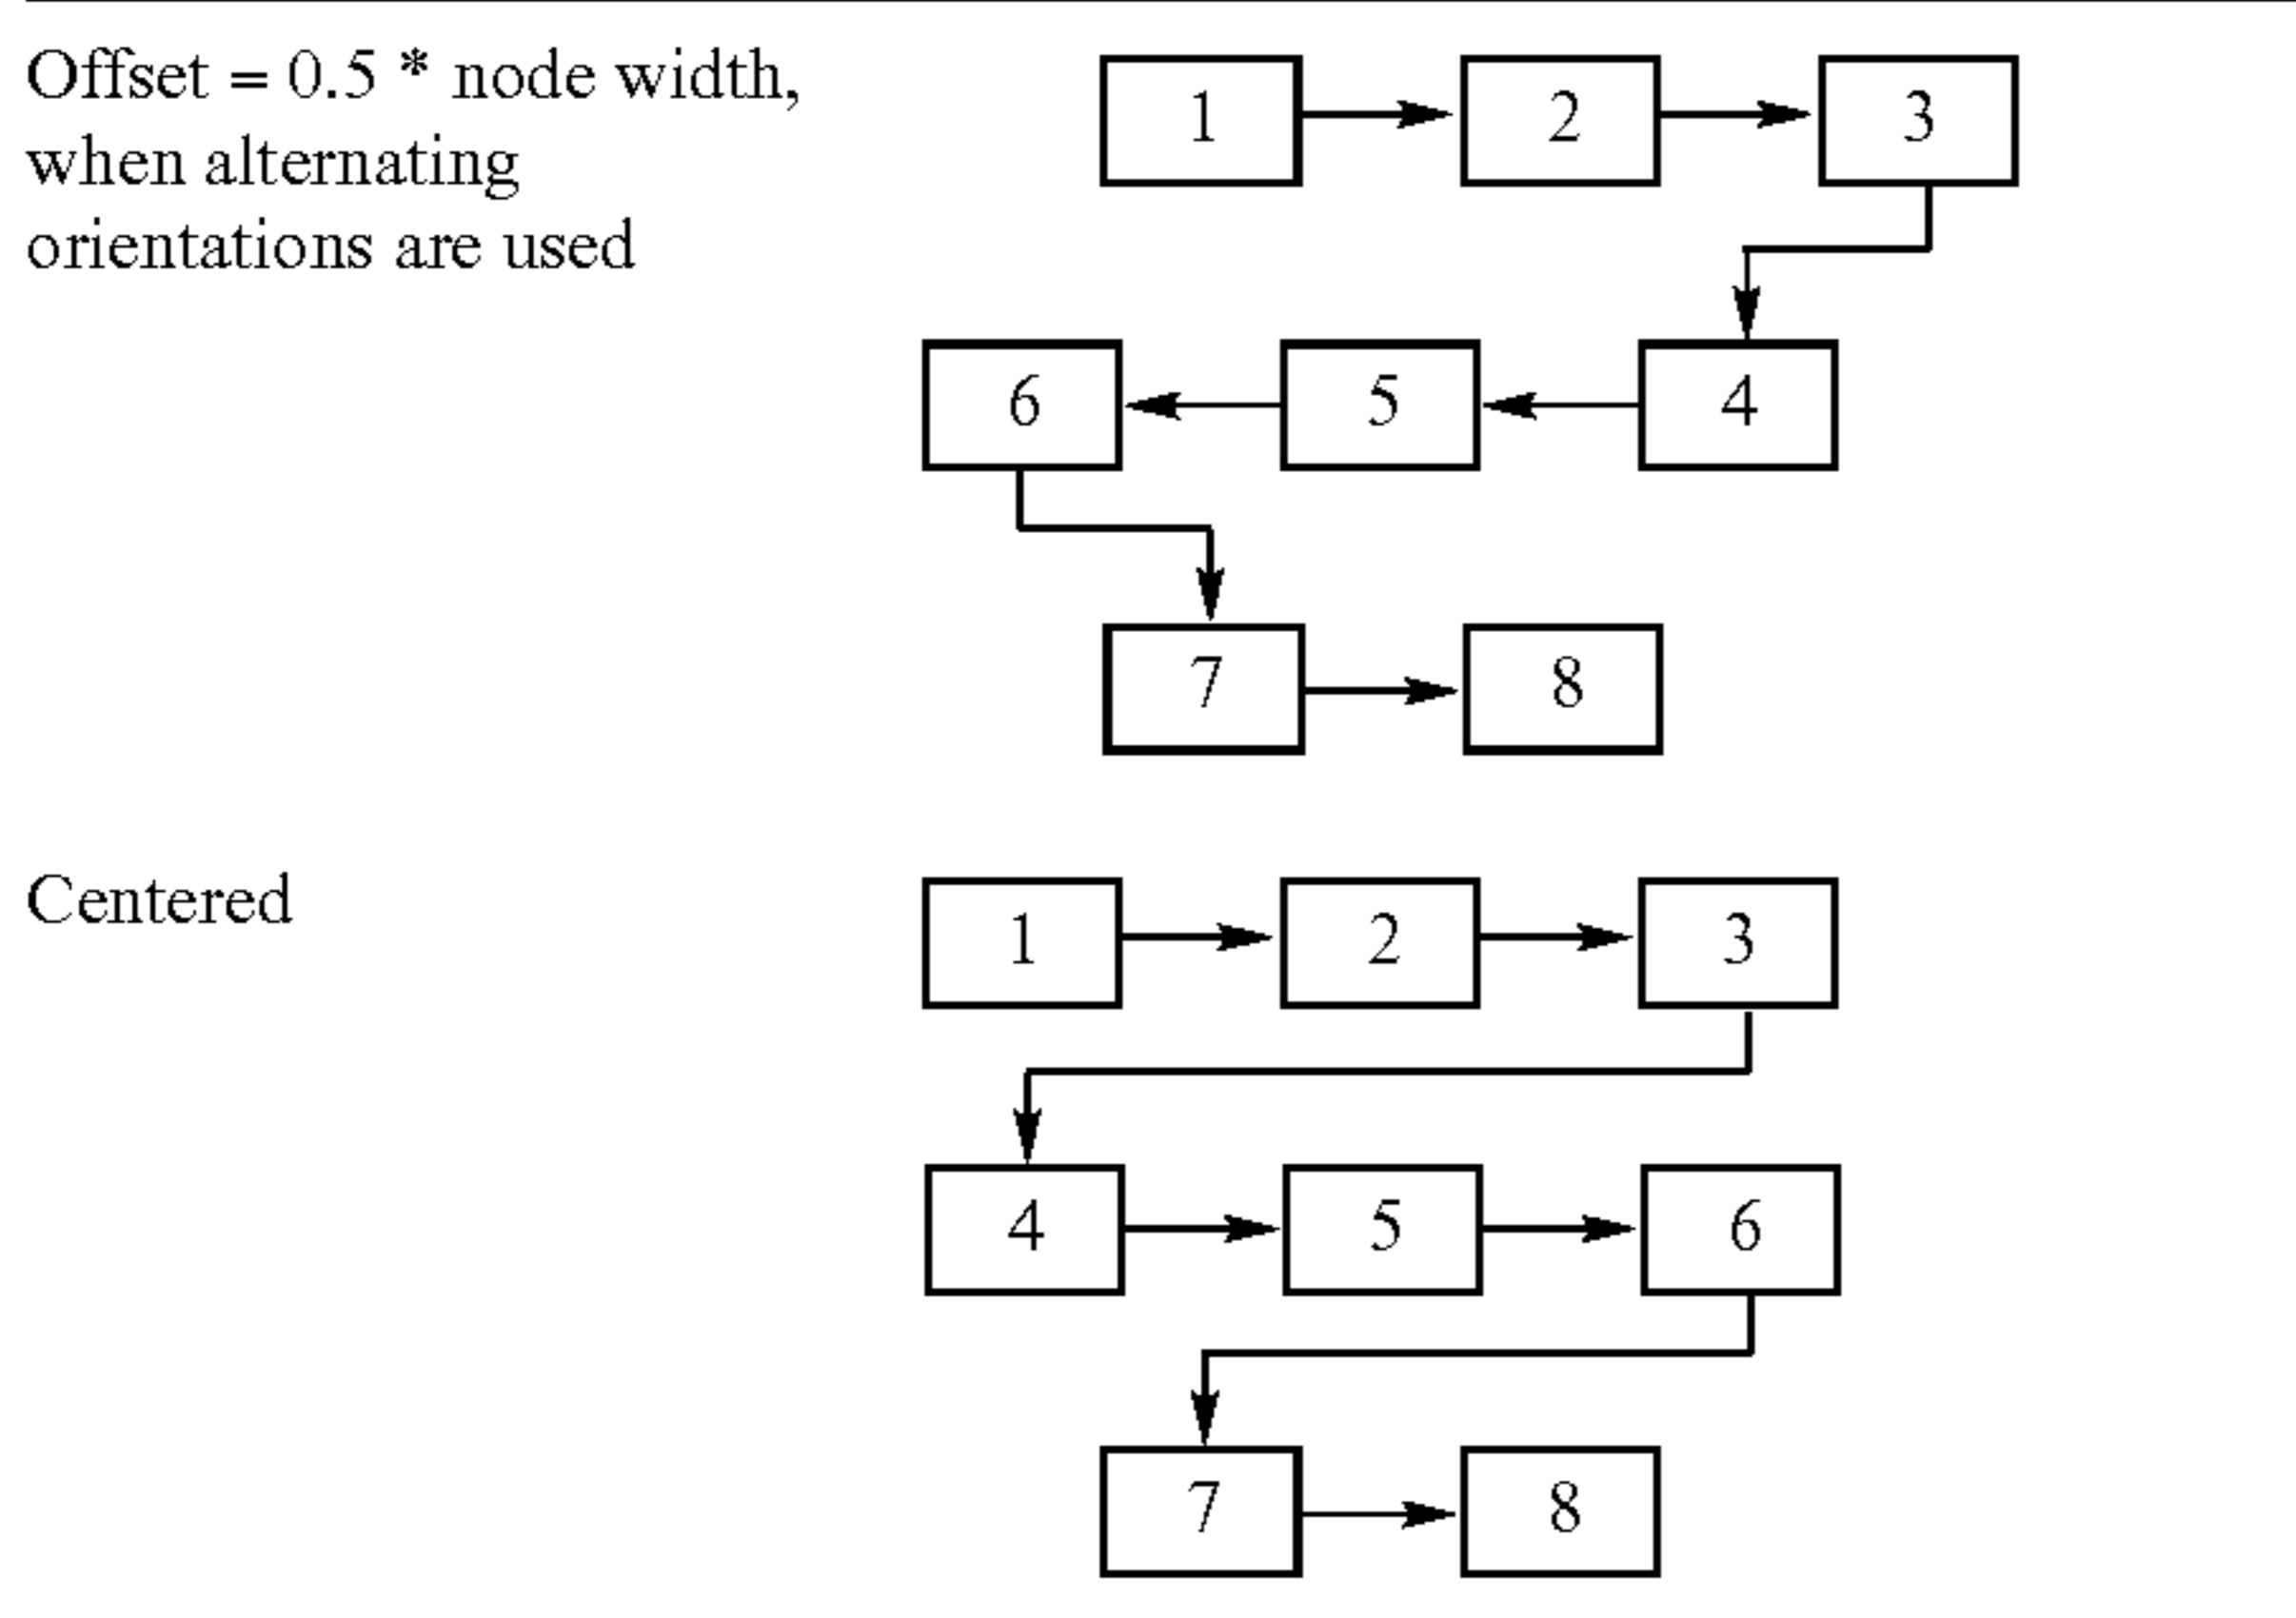 Offset = 0.5 * node width,
when alternating
orientations are used
1 2 3
6 5 4
7 8
Centered
1 2 3
4 5 6
7 8